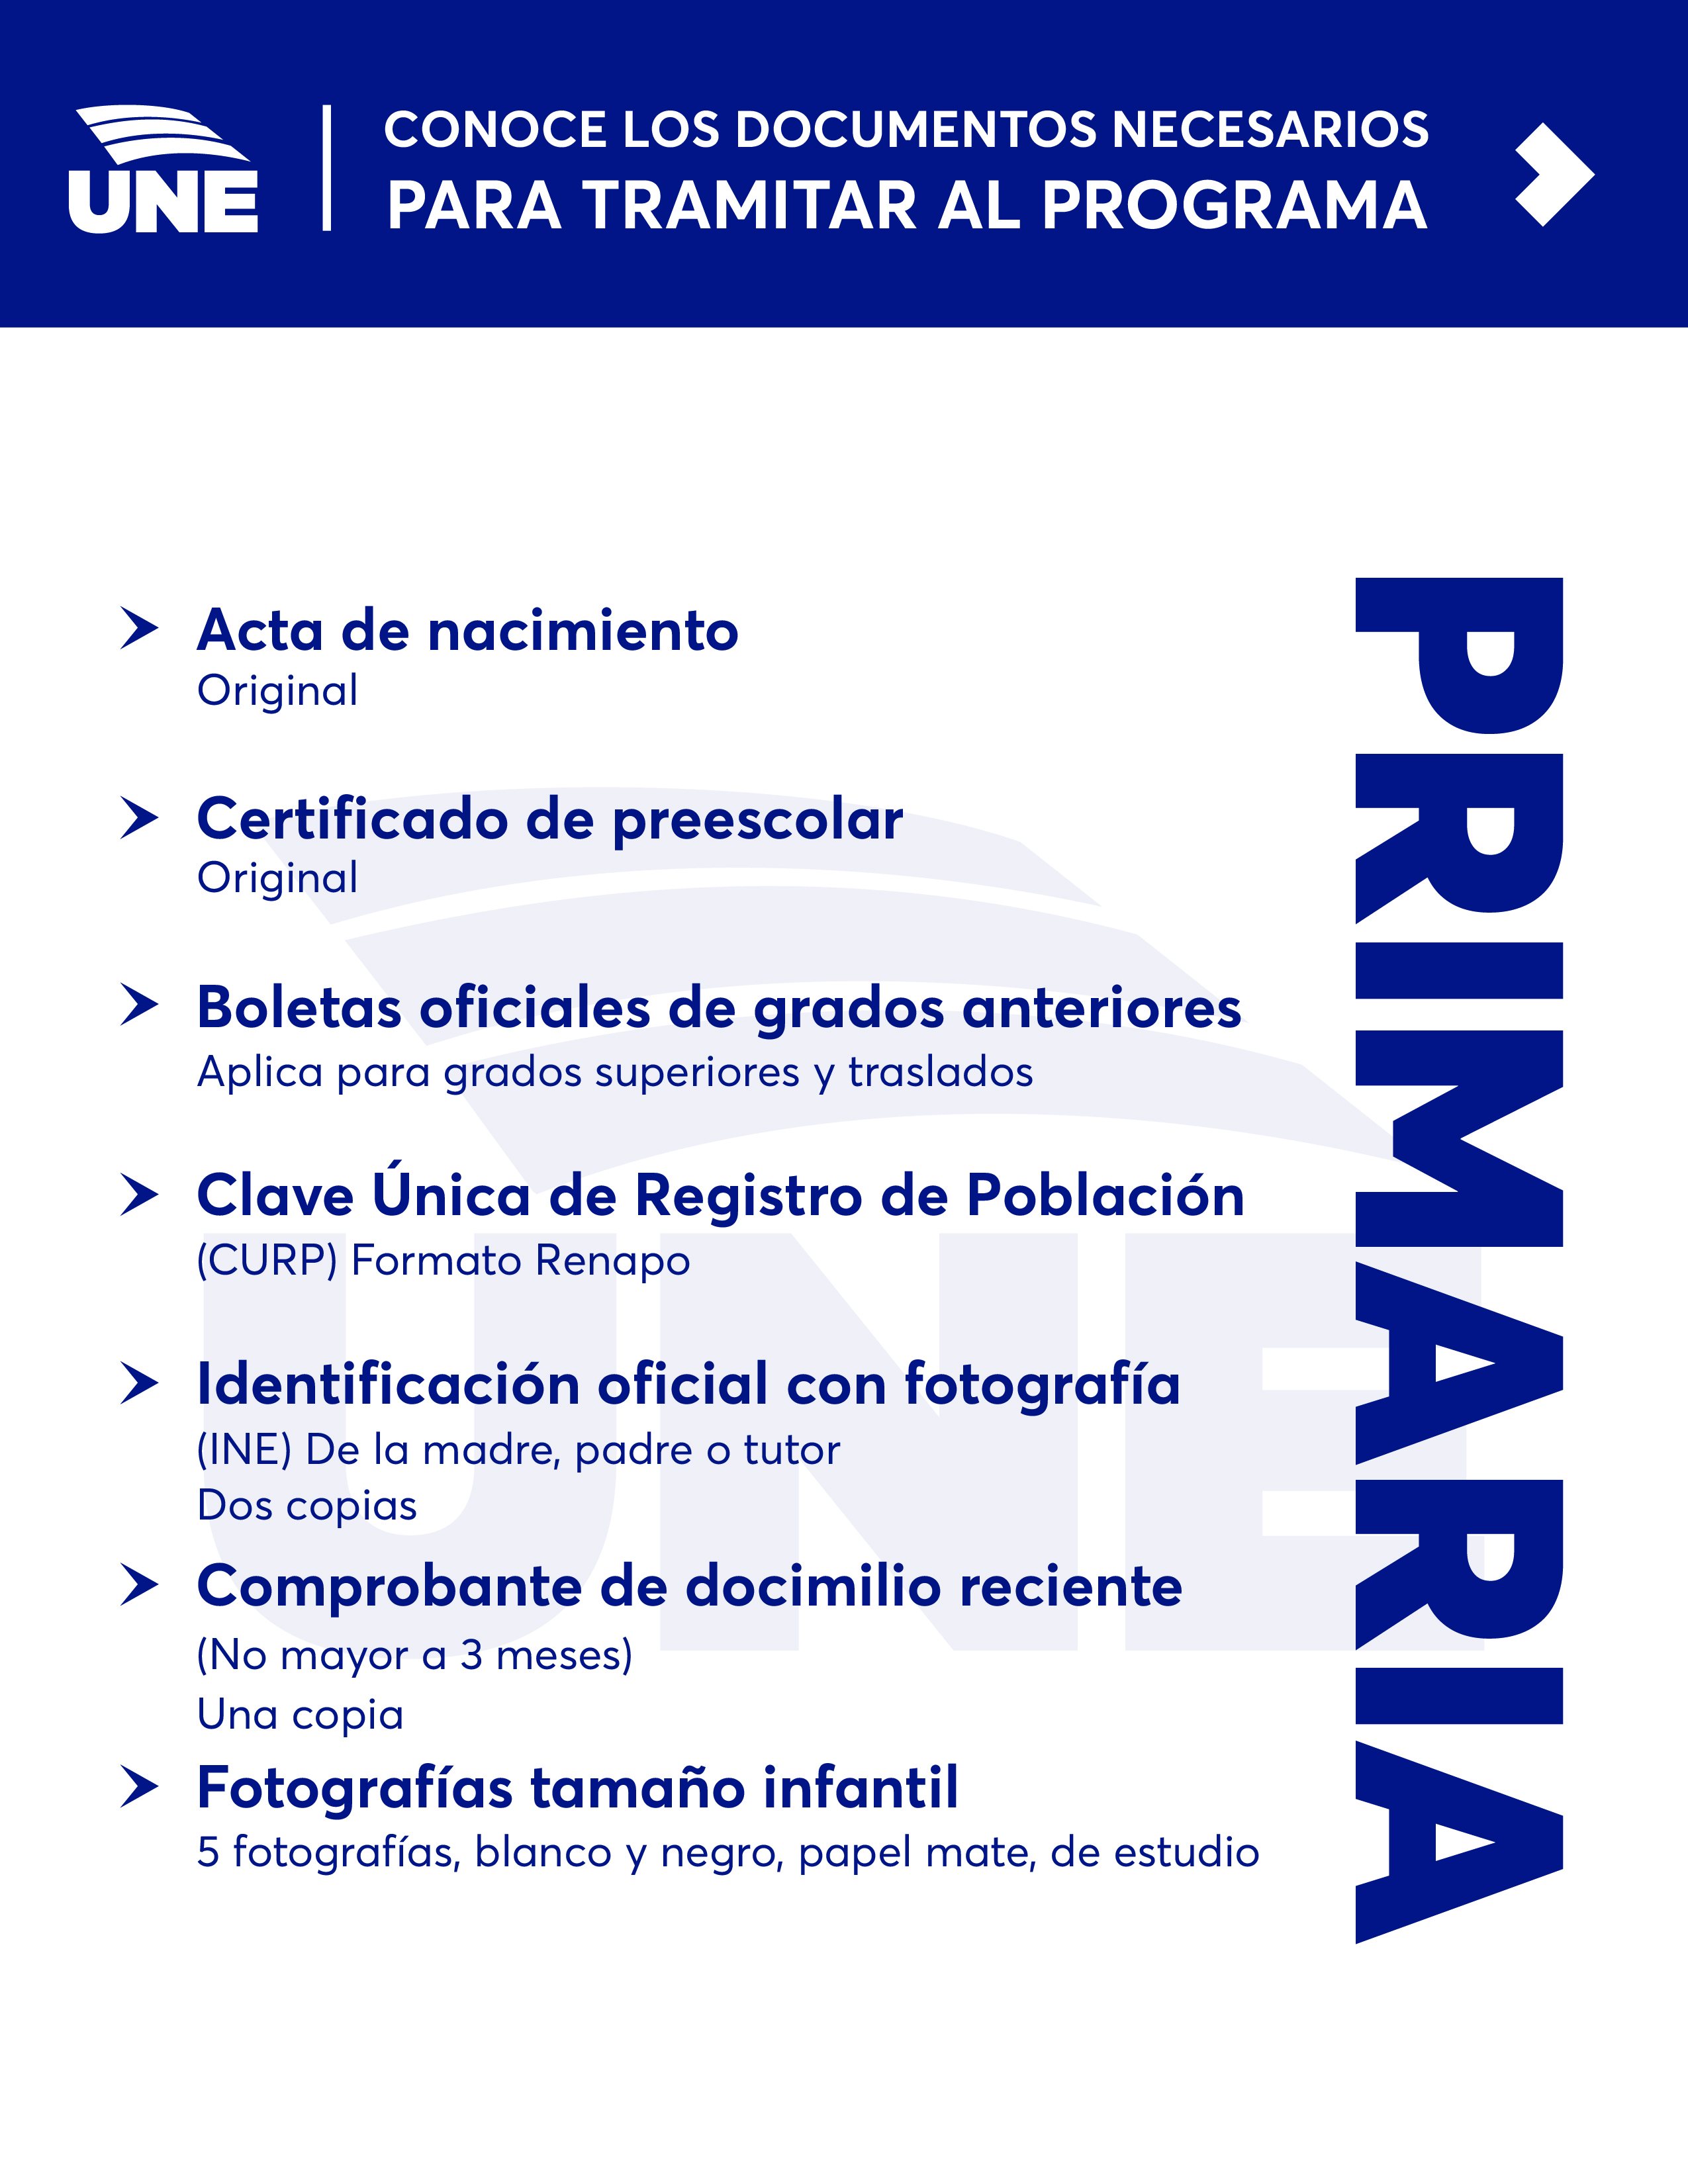 UNE
CONOCE LOS DOCUMENTOS NECESARIOS
PARA TRAMITAR AL PROGRAMA
Acta de nacimiento
Original
Certificado de preescolar
Original
Boletas oficiales de grados anteriores
Aplica para grados superiores y traslados
Clave Única de Registro de Población
(CURP) Formato Renapo
Identificación oficial con fotografía
(INE) De la madre, padre o tutor
Dos copias
Comprobante de docimilio reciente
(No mayor a 3 meses)
Una copia
Fotografías tamaño infantil
5 fotografías, blanco y negro, papel mate, de estudio
PRIMARIA
UNE